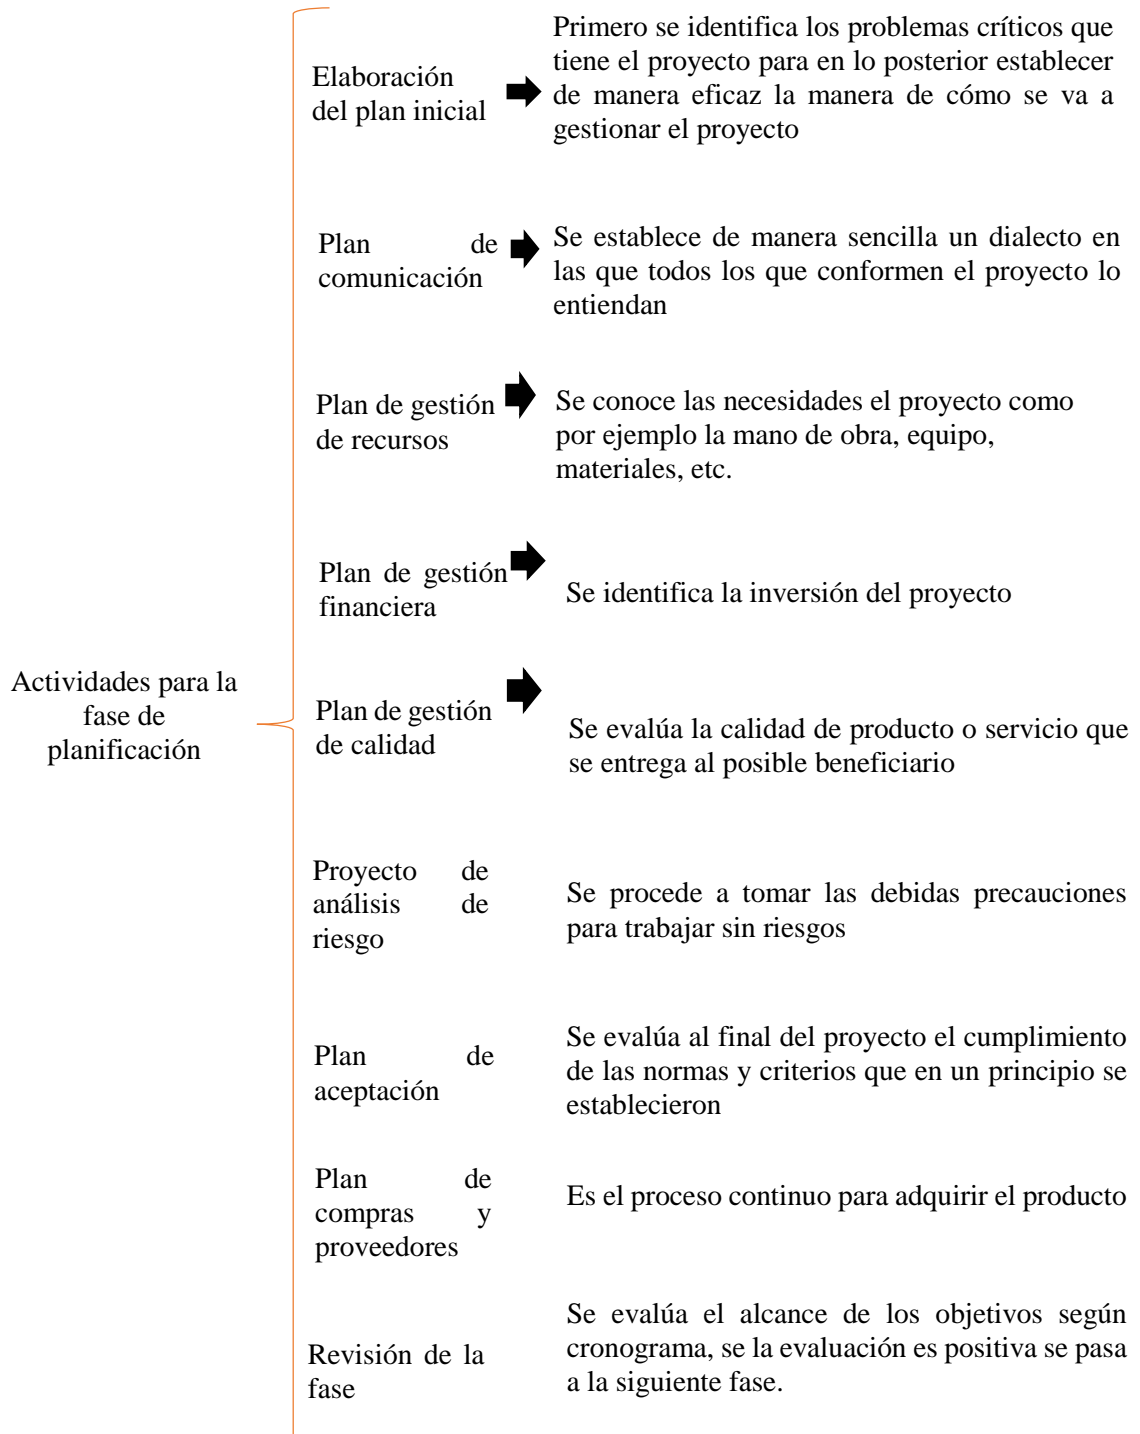 Actividades para la
fase de
planificación
Elaboración
del plan inicial
Primero se identifica los problemas críticos que
tiene el proyecto para en lo posterior establecer
de manera eficaz la manera de cómo se va a
gestionar el proyecto
Plan de
comunicación
Se establece de manera sencilla un dialecto en
las que todos los que conformen el proyecto lo
entiendan
Plan de gestión
de recursos
Se conoce las necesidades el proyecto como
por ejemplo la mano de obra, equipo,
materiales, etc.
Plan de gestión
financiera
Se identifica la inversión del proyecto
Plan de gestión
de calidad
Se evalúa la calidad de producto o servicio que
se entrega al posible beneficiario
Proyecto de
análisis de
riesgo
Se procede a tomar las debidas precauciones
para trabajar sin riesgos
Plan de
aceptación
Se evalúa al final del proyecto el cumplimiento
de las normas y criterios que en un principio se
establecieron
Plan de
compras y
proveedores
Es el proceso continuo para adquirir el producto
Revisión de la
fase
Se evalúa el alcance de los objetivos según
cronograma, se la evaluación es positiva se pasa
a la siguiente fase.